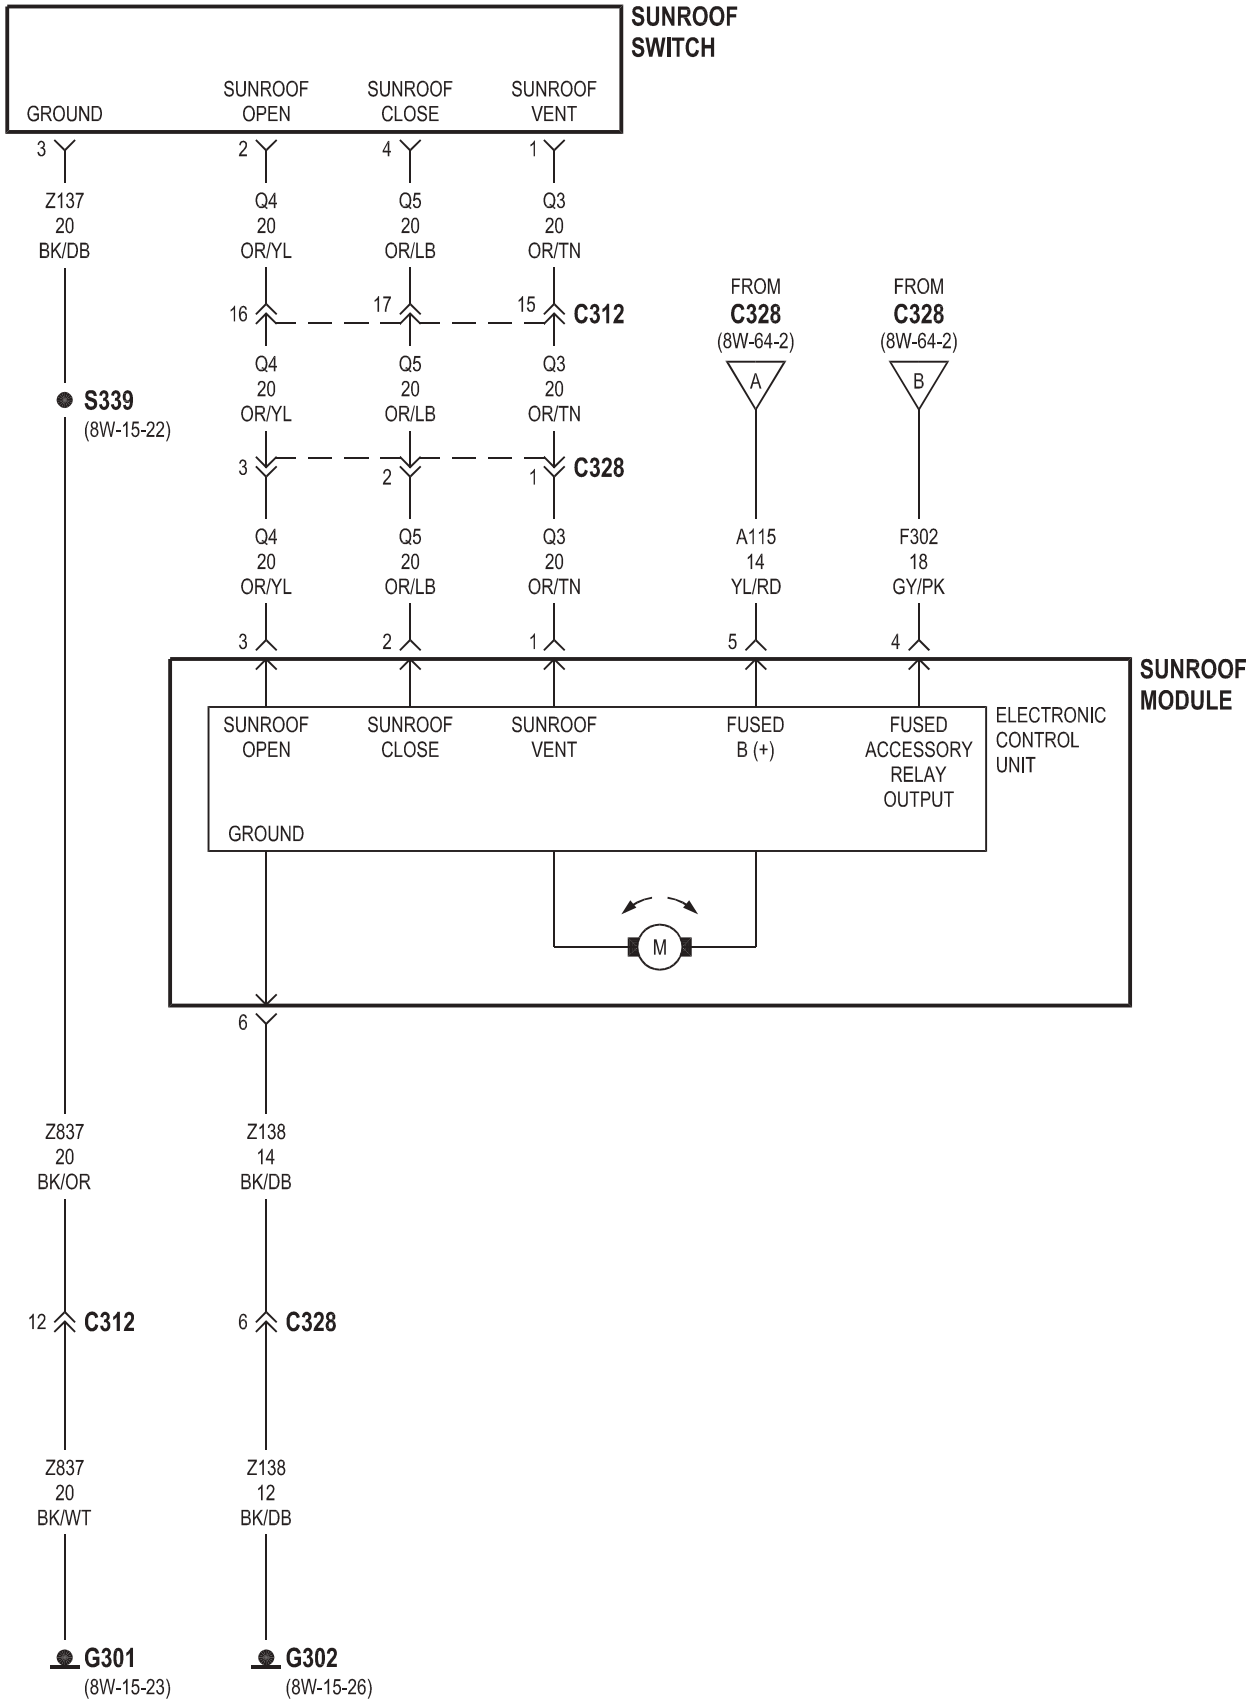 SUNROOF
SWITCH
GROUND
SUNROOF
OPEN
SUNROOF
CLOSE
SUNROOF
VENT
3
2
4
1
Z137
20
BK/DB
Q4
20
OR/YL
Q5
20
OR/LB
Q3
20
OR/TN
16
17
15
C312
FROM
C328
(8W-64-2)
A
FROM
C328
(8W-64-2)
B
S339
(8W-15-22)
Q4
20
OR/YL
Q5
20
OR/LB
Q3
20
OR/TN
3
2
1
C328
Q4
20
OR/YL
Q5
20
OR/LB
Q3
20
OR/TN
A115
14
YL/RD
F302
18
GY/PK
3
2
1
5
4
SUNROOF
MODULE
SUNROOF
OPEN
SUNROOF
CLOSE
SUNROOF
VENT
FUSED
B (+)
FUSED
ACCESSORY
RELAY
OUTPUT
ELECTRONIC
CONTROL
UNIT
GROUND
M
6
Z837
20
BK/OR
Z138
14
BK/DB
12
C312
6
C328
Z837
20
BK/WT
Z138
12
BK/DB
G301
(8W-15-23)
G302
(8W-15-26)